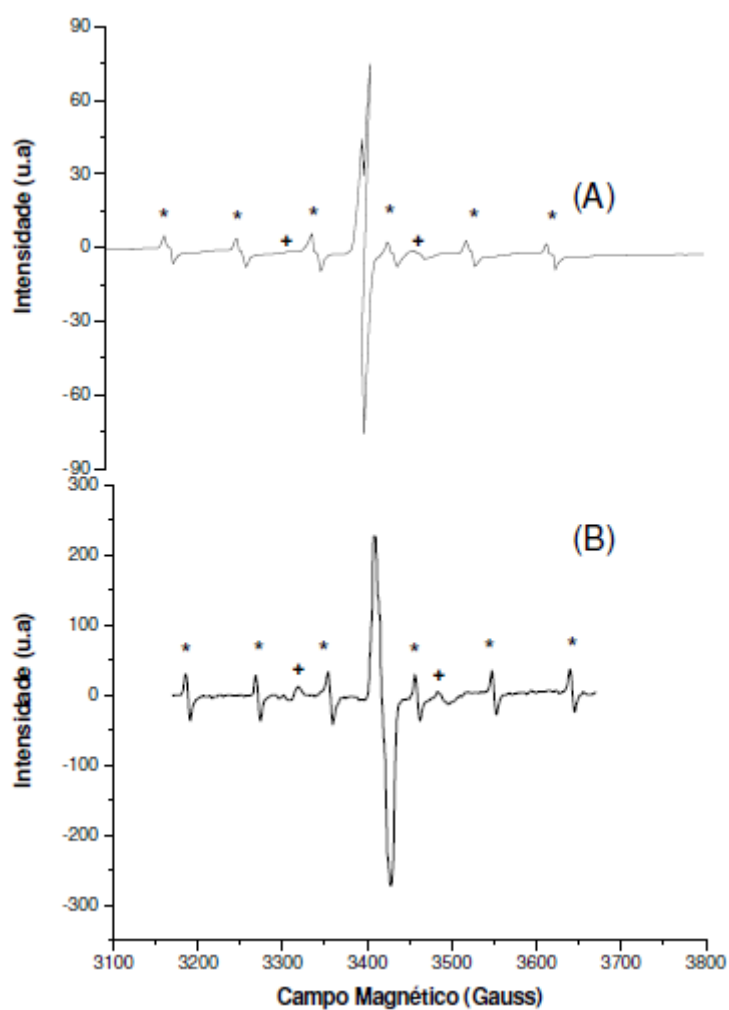 90
60
30
0
-30
-60
-90
Intensidade (u.a)
(A)
* * + * * + * *
300
200
100
0
-100
-200
-300
Intensidade (u.a)
(B)
* * + * * + * *
3100 3200 3300 3400 3500 3600 3700 3800
Campo Magnético (Gauss)